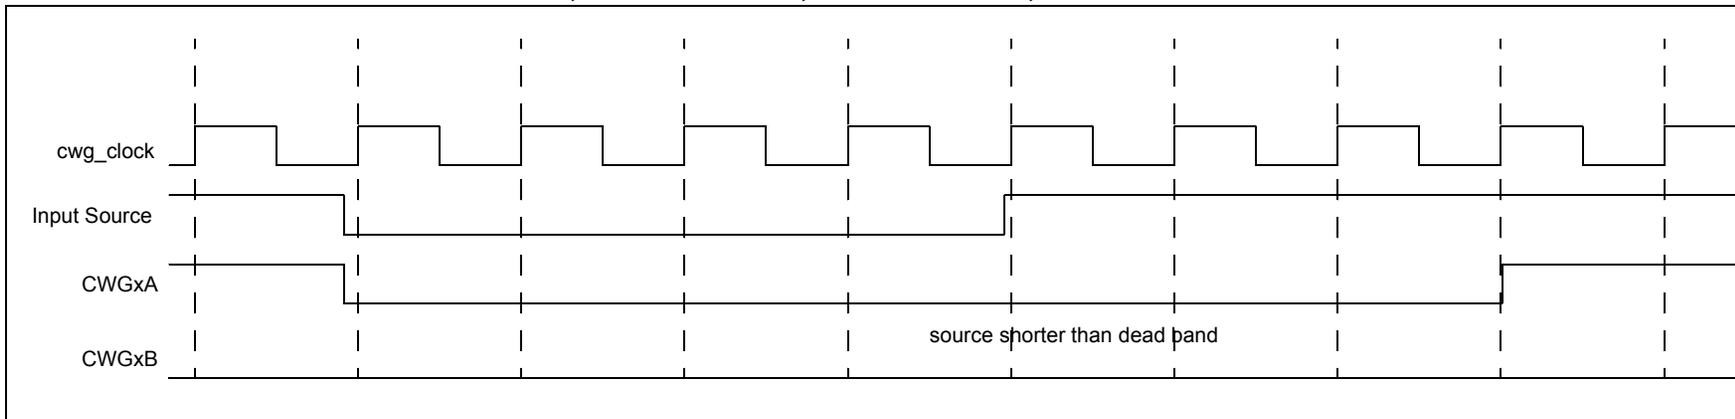 cwg_clock
Input Source
CWGxA
source shorter than dead band
CWGxB